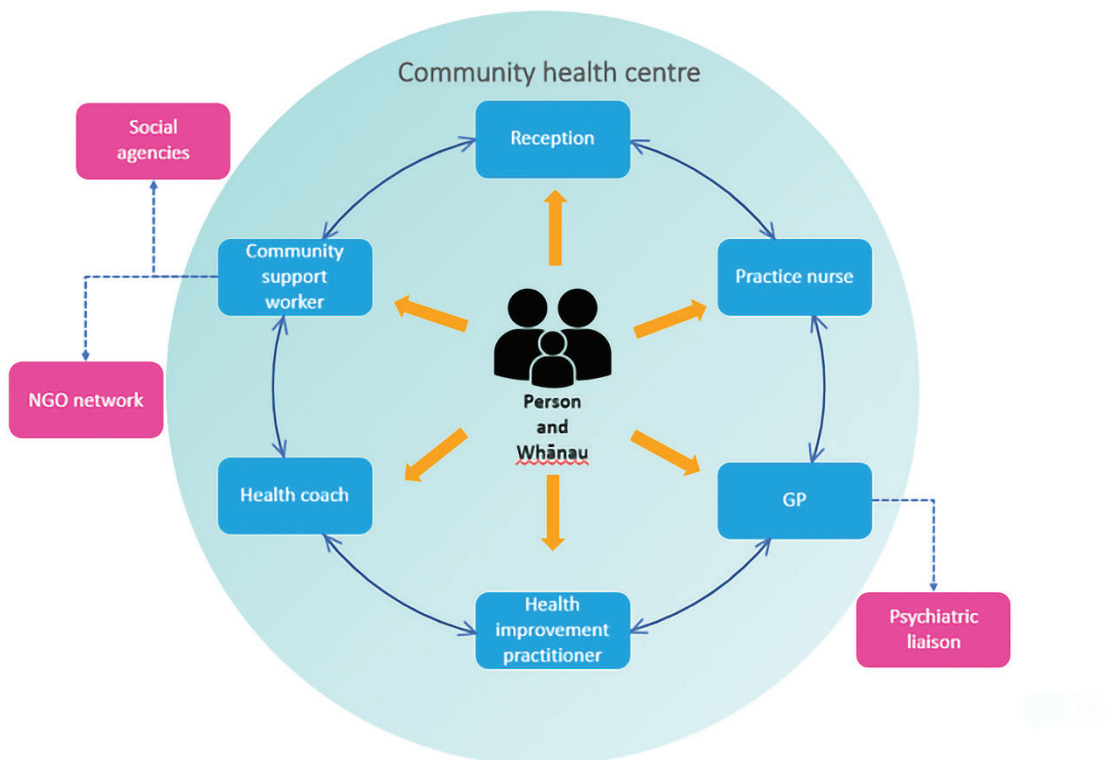 Community health centre
Social
agencies
Reception
Community
support
worker
Practice nurse
NGO network
Person
and
Whānau
Health coach
GP
Health
improvement
practitioner
Psychiatric
liaison